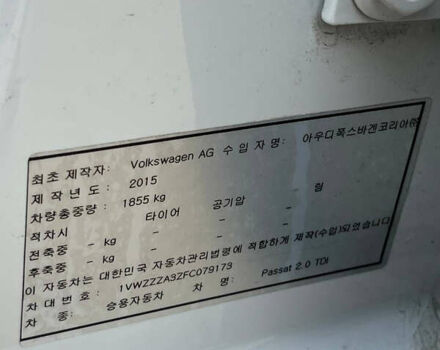 최초 제작자: Volkswagen AG 수 입 자 명: 아우디폭스바겐코리아㈜
제 작 년 도 : 2015
차량총중량 : 1855 kg
적차시 타이어 공기압 형
전축중 - kg - - -
후축중 - kg - - -
이 자동차는 대한민국 자동차관리법령에 적합하게 제작(수입)되었습니다
차 대 번 호 : 1VWZZZA3ZFC079173
차 종: 승용자동차 차 명: Passat 2.0 TDI